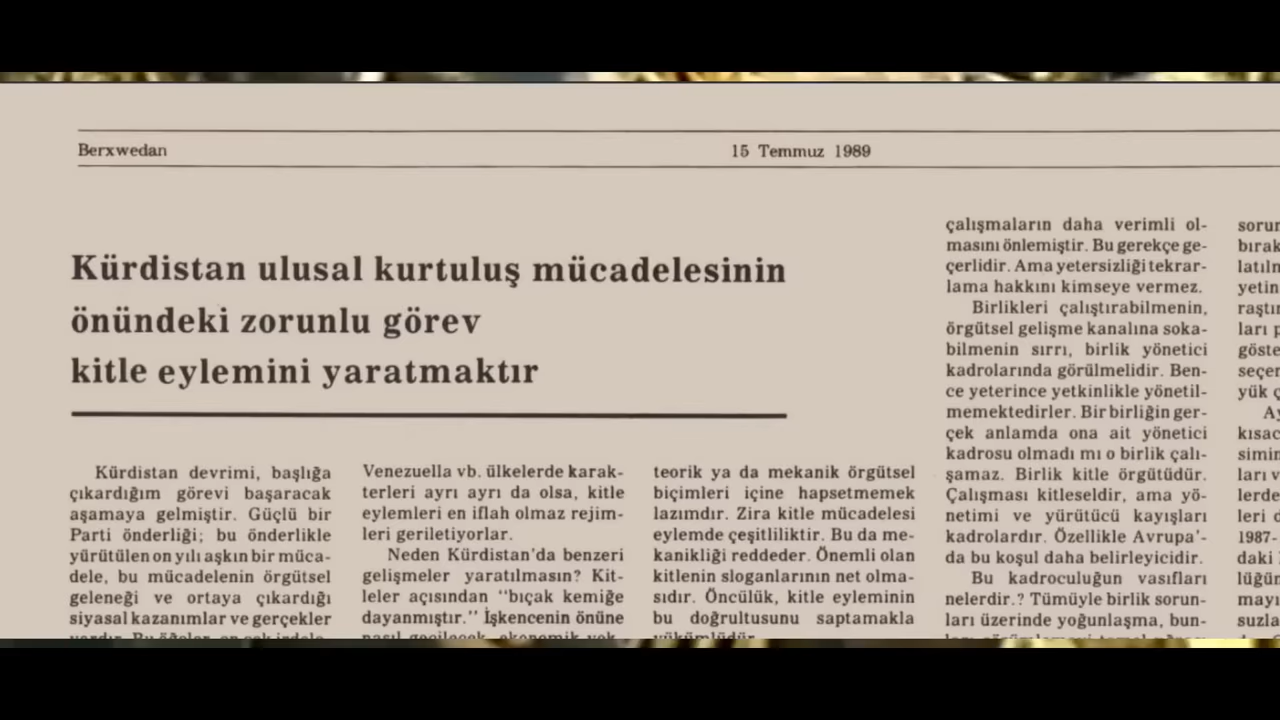 Berxwedan
15 Temmuz 1989
Kürdistan ulusal kurtuluş mücadelesinin
önündeki zorunlu görev
kitle eylemini yaratmaktır
Kürdistan devrimi, başlığa
çıkardığım görevi başaracak
aşamaya gelmiştir. Güçlü bir
Parti önderliği; bu önderlikle
yürütülen on yılı aşkın bir müca-
dele, bu mücadelenin örgütsel
geleneği ve ortaya çıkardığı
siyasal kazanımlar ve gerçekler
Venezuella vb. ülkelerde karak-
terleri ayrı ayrı da olsa, kitle
eylemleri en iflah olmaz rejim-
leri geriletiyorlar.
Neden Kürdistan'da benzeri
gelişmeler yaratılmasın? Kit-
leler açısından "bıçak kemiğe
dayanmıştır." İşkencenin önüne
teorik ya da mekanik örgütsel
biçimleri içine hapsetmemek
lazımdır. Zira kitle mücadelesi
eylemde çeşitliliktir. Bu da me-
kanikliği reddeder. Önemli olan
kitlenin sloganlarının net olma-
sıdır. Öncülük, kitle eyleminin
bu doğrultusunu saptamakla
yükümlüdür.
çalışmaların daha verimli ol-
masını önlemiştir. Bu gerekçe ge-
çerlidir. Ama yetersizliği tekrar-
lama hakkını kimseye vermez.
Birlikleri çalıştırabilmenin,
örgütsel gelişme kanalına soka-
bilmenin sırrı, birlik yönetici
kadrolarında görülmelidir. Ben-
ce yeterince yetkinlikle yönetil-
memektedirler. Bir birliğin ger-
çek anlamda ona ait yönetici
kadrosu olmadı mı o birlik çalı-
şamaz. Birlik kitle örgütüdür.
Çalışması kitleseldir, ama yö-
netimi ve yürütücü kayışları
kadrolardır. Özellikle Avrupa'-
da bu koşul daha belirleyicidir.
Bu kadroculuğun vasıfları
nelerdir.? Tümüyle birlik sorun-
ları üzerinde yoğunlaşma, bun-